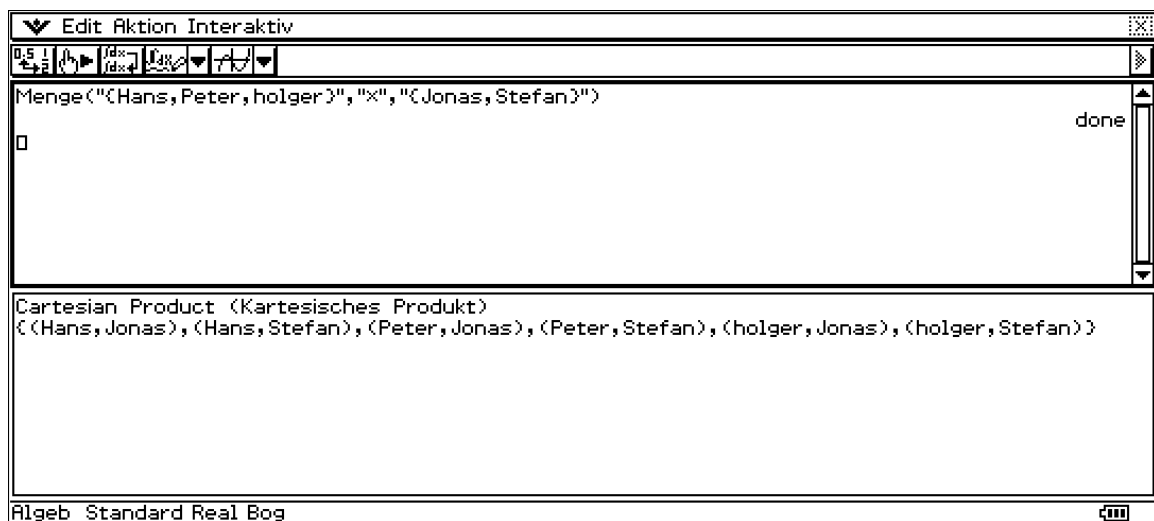 Edit Aktion Interaktiv
Menge("{Hans,Peter,holger}","×","{Jonas,Stefan}")
done
Cartesian Product (Kartesisches Produkt)
{(Hans,Jonas),(Hans,Stefan),(Peter,Jonas),(Peter,Stefan),(holger,Jonas),(holger,Stefan)}
Algeb Standard Real Bog